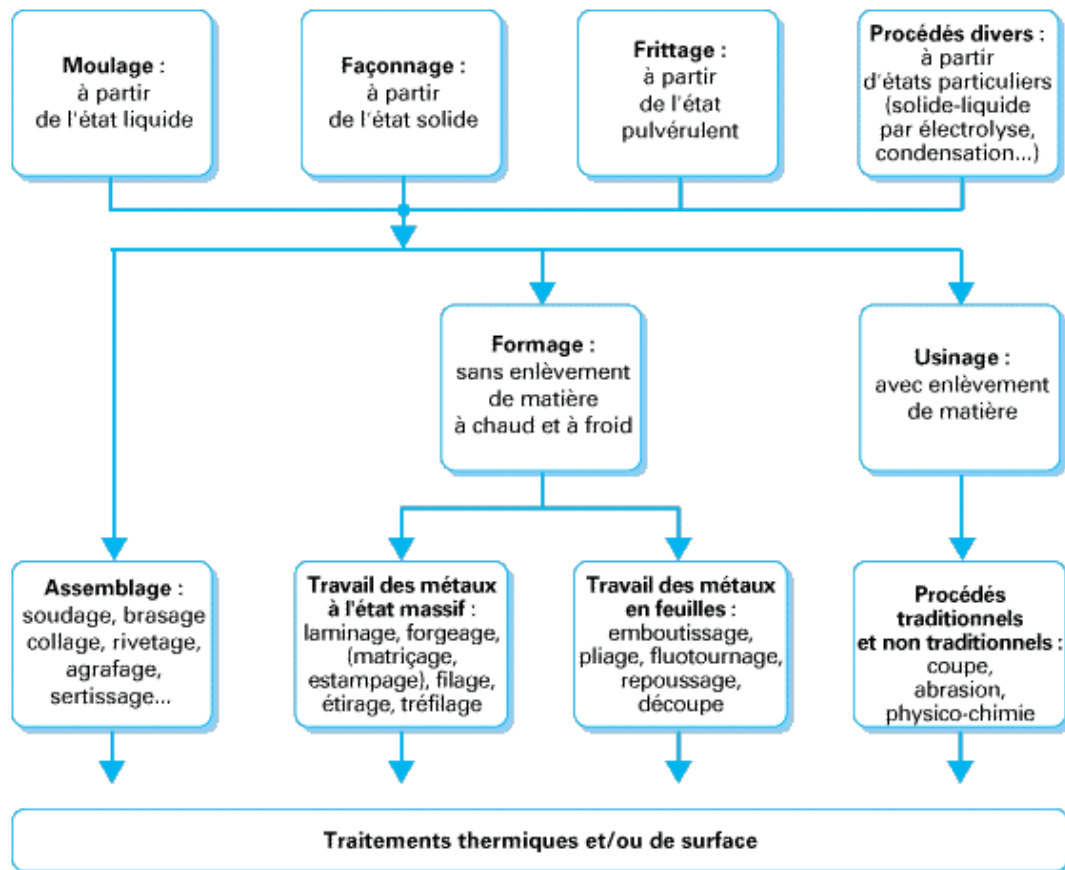 Moulage :
à partir
de l'état liquide
Façonnage :
à partir
de l'état solide
Frittage :
à partir
de l'état
pulvérulent
Procédés divers :
à partir
d'états particuliers
(solide-liquide
par électrolyse,
condensation...)
Formage :
sans enlèvement
de matière
à chaud et à froid
Usinage :
avec enlèvement
de matière
Assemblage :
soudage, brasage
collage, rivetage,
agrafage,
sertissage...
Travail des métaux
à l'état massif :
laminage, forgeage,
(matriçage,
estampage), filage,
étirage, tréfilage
Travail des métaux
en feuilles :
emboutissage,
pliage, fluotournage,
repoussage,
découpe
Procédés
traditionnels
et non traditionnels :
coupe,
abrasion,
physico-chimie
Traitements thermiques et/ou de surface